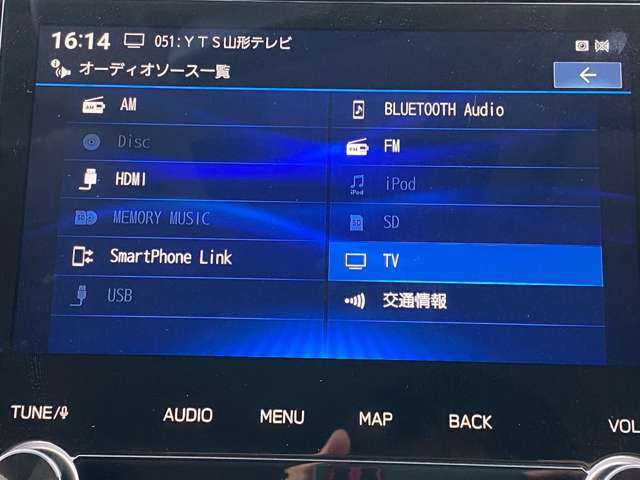 16:14 051:ＹＴＳ山形テレビ
オーディオソース一覧
AM
BLUETOOTH Audio
Disc
FM
HDMI
iPod
MEMORY MUSIC
SD
SmartPhone Link
TV
USB
交通情報
TUNE/ AUDIO MENU MAP BACK VOL